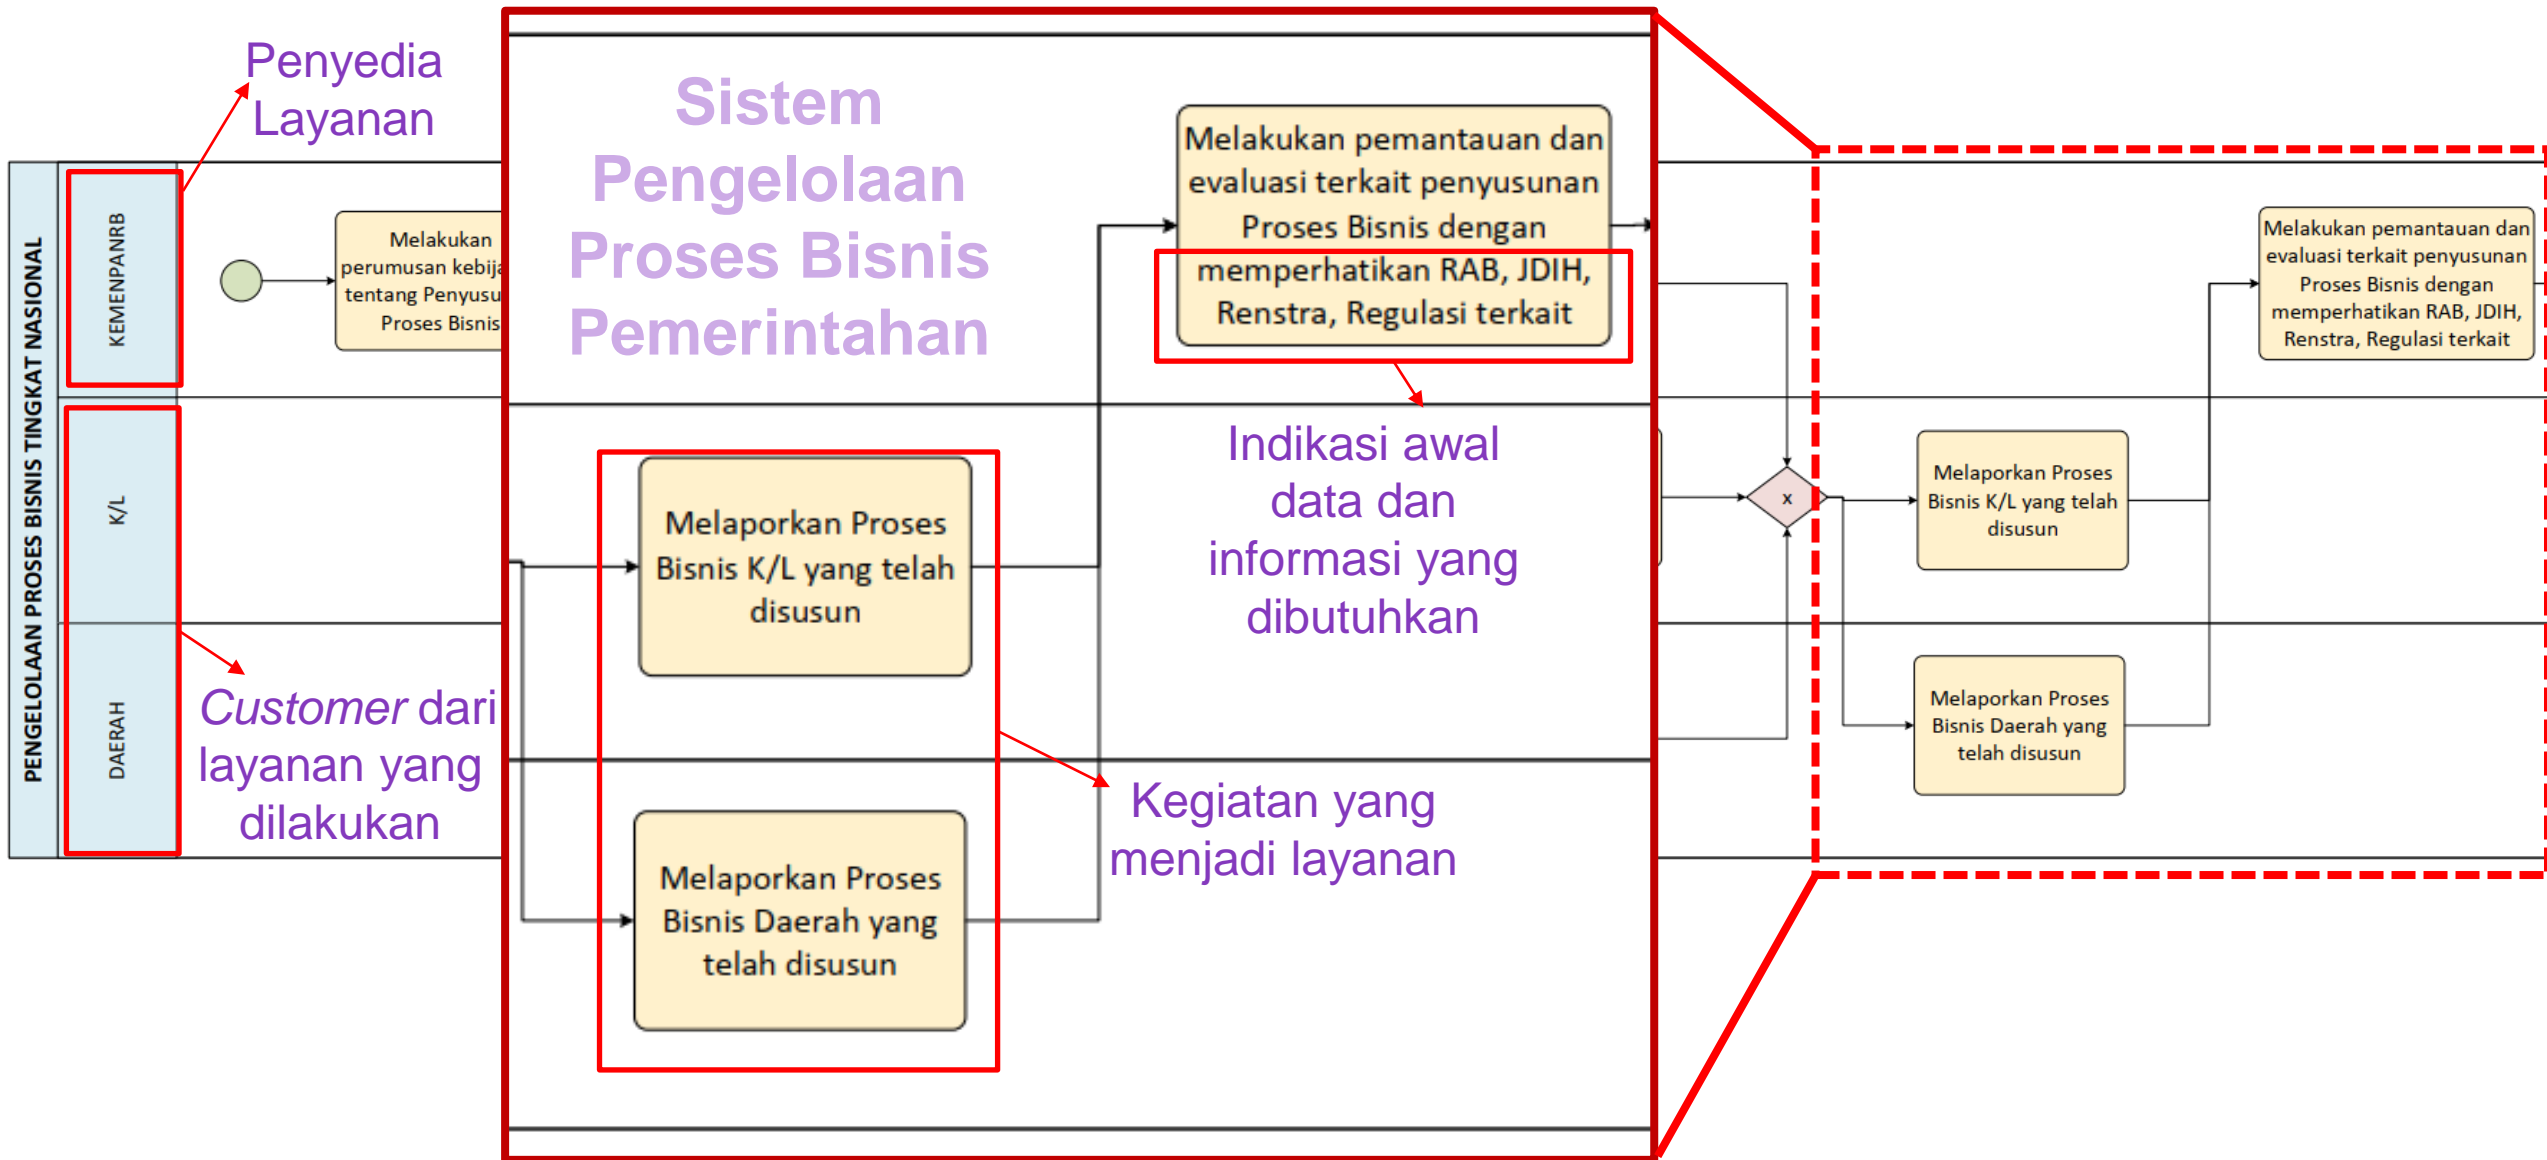 Penyedia
Layanan
PENGELOLAAN PROSES BISNIS TINGKAT NASIONAL
KEMENPANRB
K/L
DAERAH
Melakukan
perumusan kebija
tentang Penyusu
Proses Bisnis
Customer dari
layanan yang
dilakukan
Sistem
Pengelolaan
Proses Bisnis
Pemerintahan
Melakukan pemantauan dan
evaluasi terkait penyusunan
Proses Bisnis dengan
memperhatikan RAB, JDIH,
Renstra, Regulasi terkait
Indikasi awal
data dan
informasi yang
dibutuhkan
Melaporkan Proses
Bisnis K/L yang telah
disusun
Melaporkan Proses
Bisnis Daerah yang
telah disusun
Kegiatan yang
menjadi layanan
x
Melaporkan Proses
Bisnis K/L yang telah
disusun
Melaporkan Proses
Bisnis Daerah yang
telah disusun
Melakukan pemantauan dan
evaluasi terkait penyusunan
Proses Bisnis dengan
memperhatikan RAB, JDIH,
Renstra, Regulasi terkait